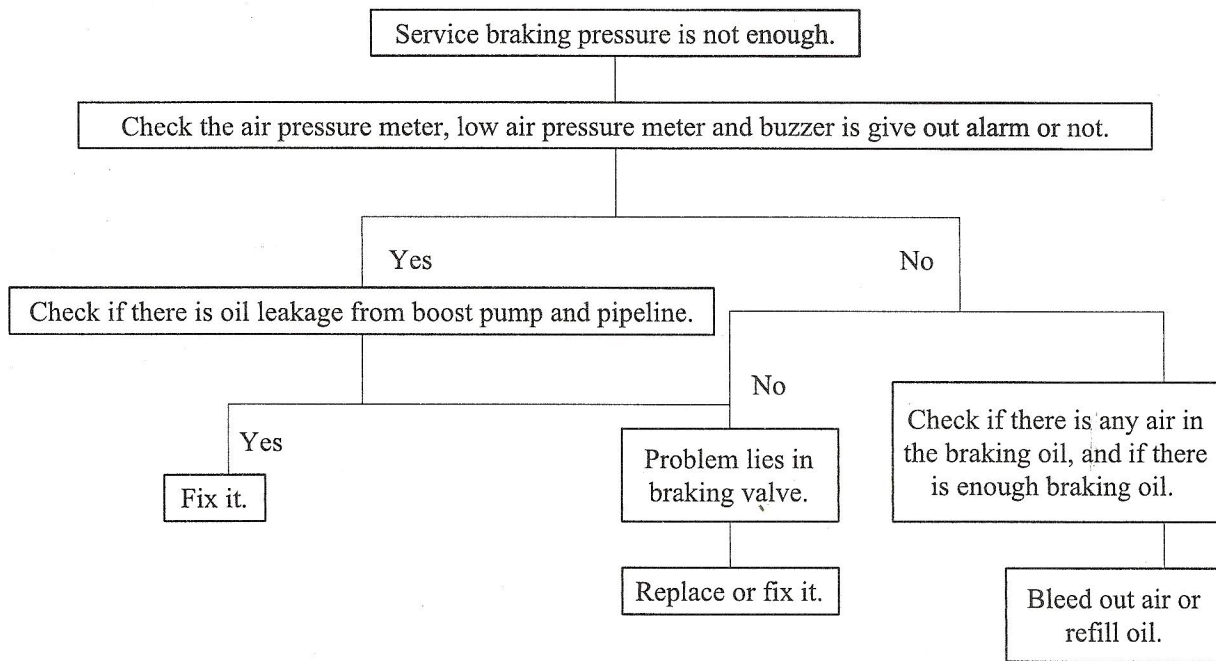 Service braking pressure is not enough.
Check the air pressure meter, low air pressure meter and buzzer is give out alarm or not.
Yes
No
Check if there is oil leakage from boost pump and pipeline.
Yes
No
Fix it.
Problem lies in
braking valve.
Check if there is any air in
the braking oil, and if there
is enough braking oil.
Replace or fix it.
Bleed out air or
refill oil.